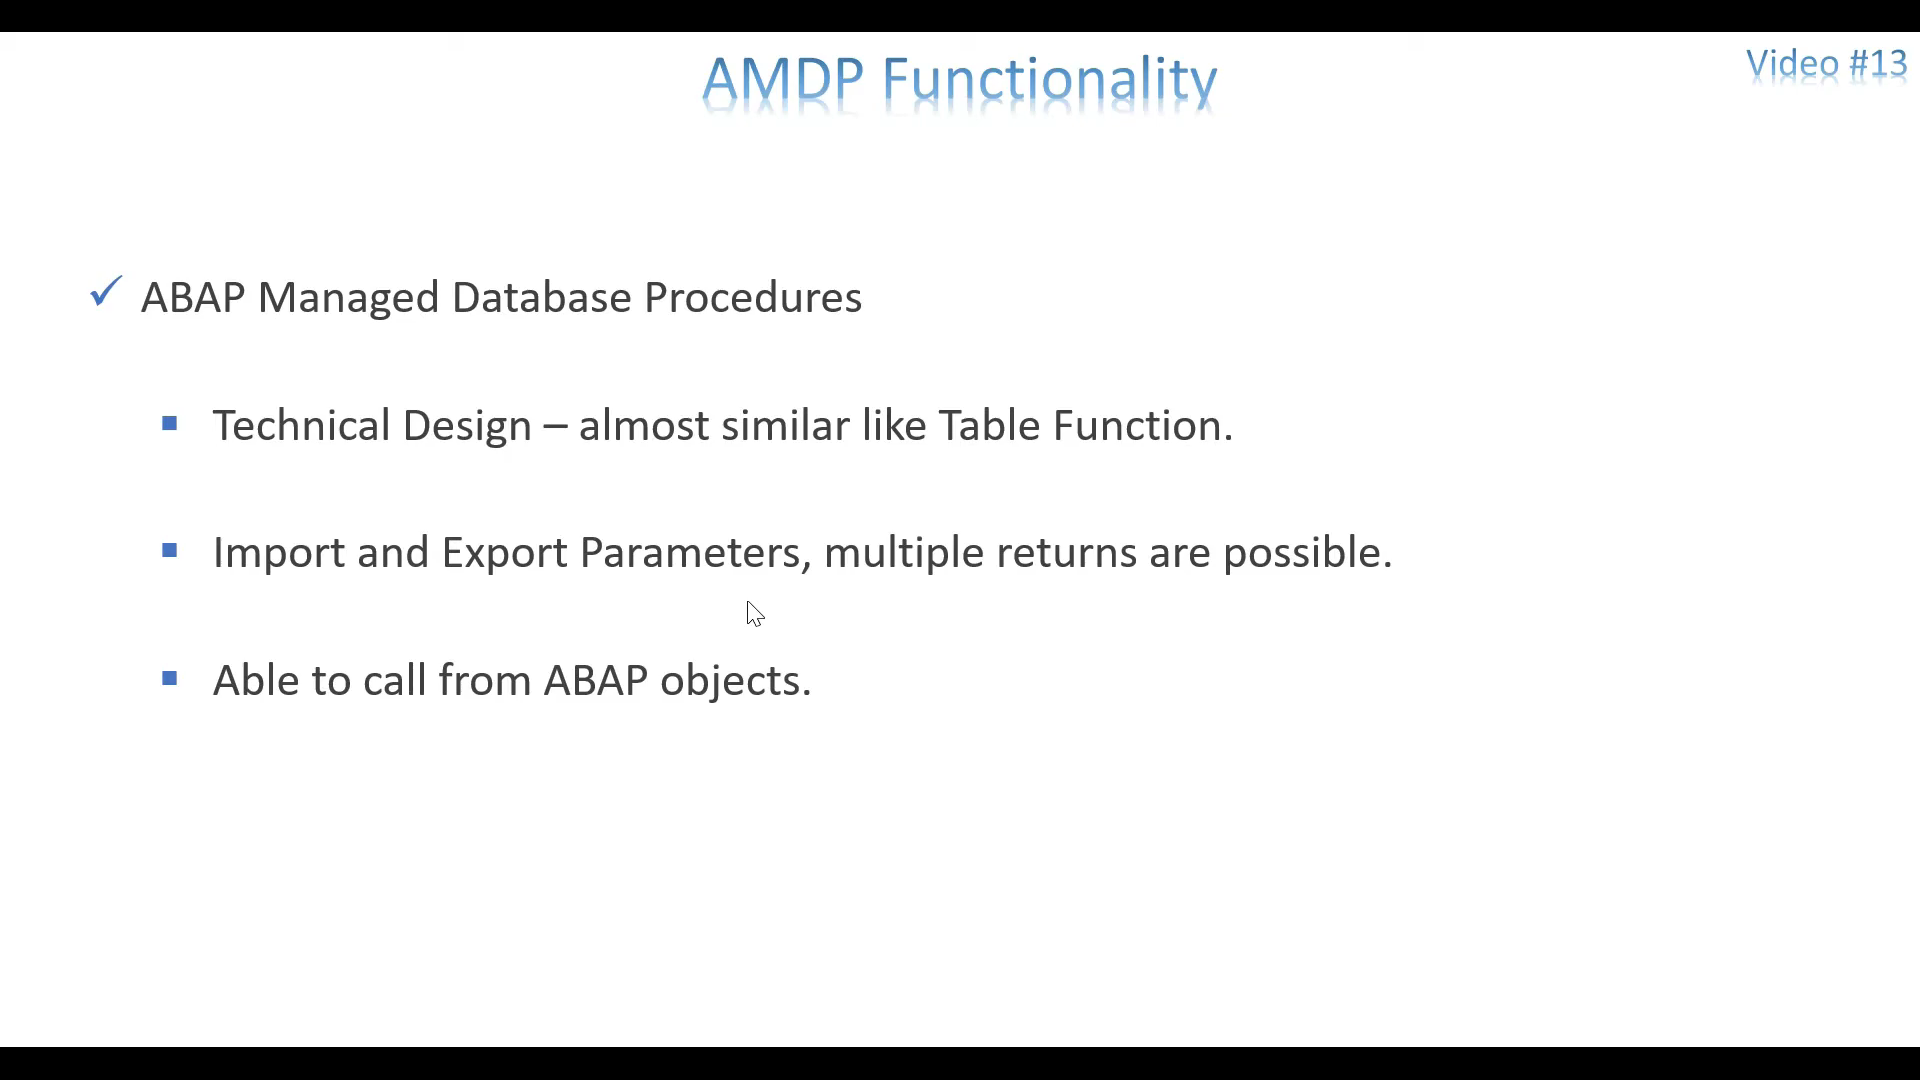 AMDP Functionality
Video #13
ABAP Managed Database Procedures
Technical Design – almost similar like Table Function.
Import and Export Parameters, multiple returns are possible.
Able to call from ABAP objects.